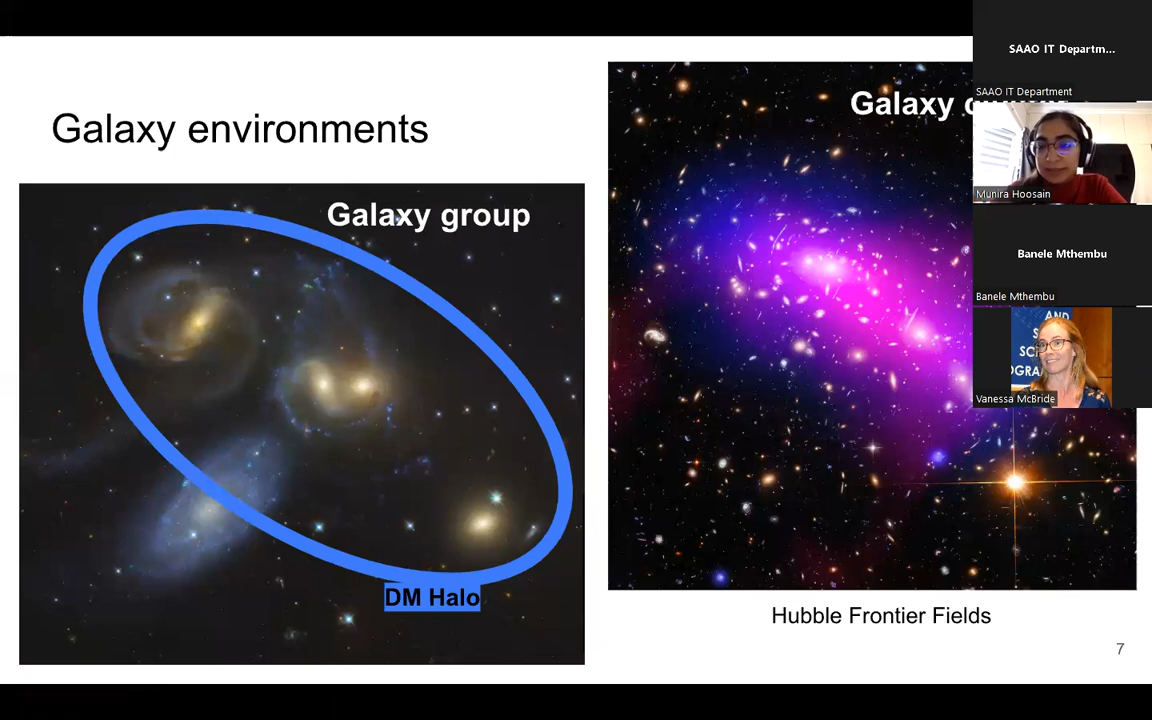 Galaxy environments
Galaxy group
DM Halo
Galaxy
Hubble Frontier Fields
7
SAAO IT Departm...
SAAO IT Department
Munira Hoosain
Banele Mthembu
Banele Mthembu
AND
Vanessa McBride